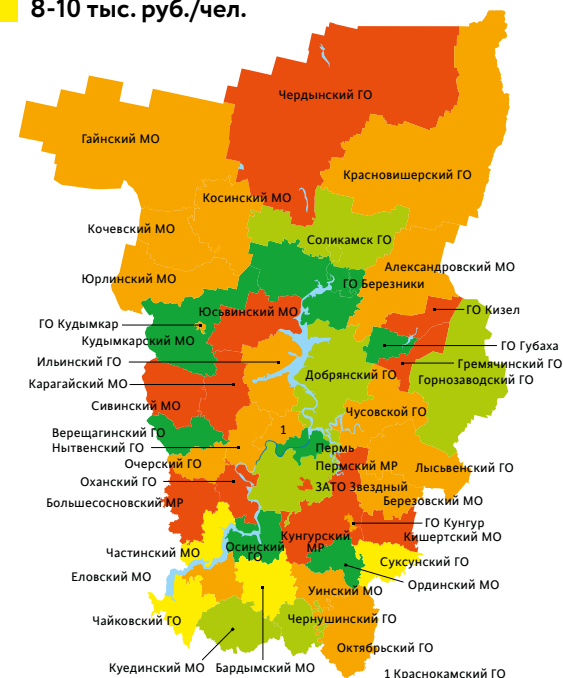 8-10 тыс. руб./чел.
Чердынский ГО
Гайнский МО
Красновишерский ГО
Косинский МО
Кочевский МО
Соликамск ГО
Александровский МО
Юрлинский МО
ГО Березники
Юсьвинский МО
ГО Кизел
ГО Кудымкар
Кудымкарский МО
ГО Губаха
Ильинский ГО
Гремячинский ГО
Добрянский ГО
Горнозаводский ГО
Карагайский МО
Сивинский МО
Чусовской ГО
1
Верещагинский ГО
Нытвенский ГО
Пермь
Очерский ГО
Пермский МР
Лысьвенский ГО
Оханский ГО
ЗАТО Звездный
Большесосновский МР
Березовский МО
ГО Кунгур
Кунгурский
МР
Кишертский МО
Частинский МО
Осинский
ГО
Суксунский ГО
Еловский МО
Ординский МО
Уинский МО
Чайковский ГО
Чернушинский ГО
Октябрьский ГО
Куединский МО
Бардымский МО
1 Краснокамский ГО